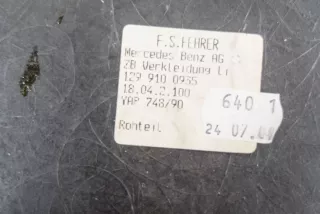 F.S.FEHRER
Mercedes Benz AG
ZB Verkleidung Li
129 910 0935
18.04.2.100
VAP 748/90
640 1
Rohteil
24 07.